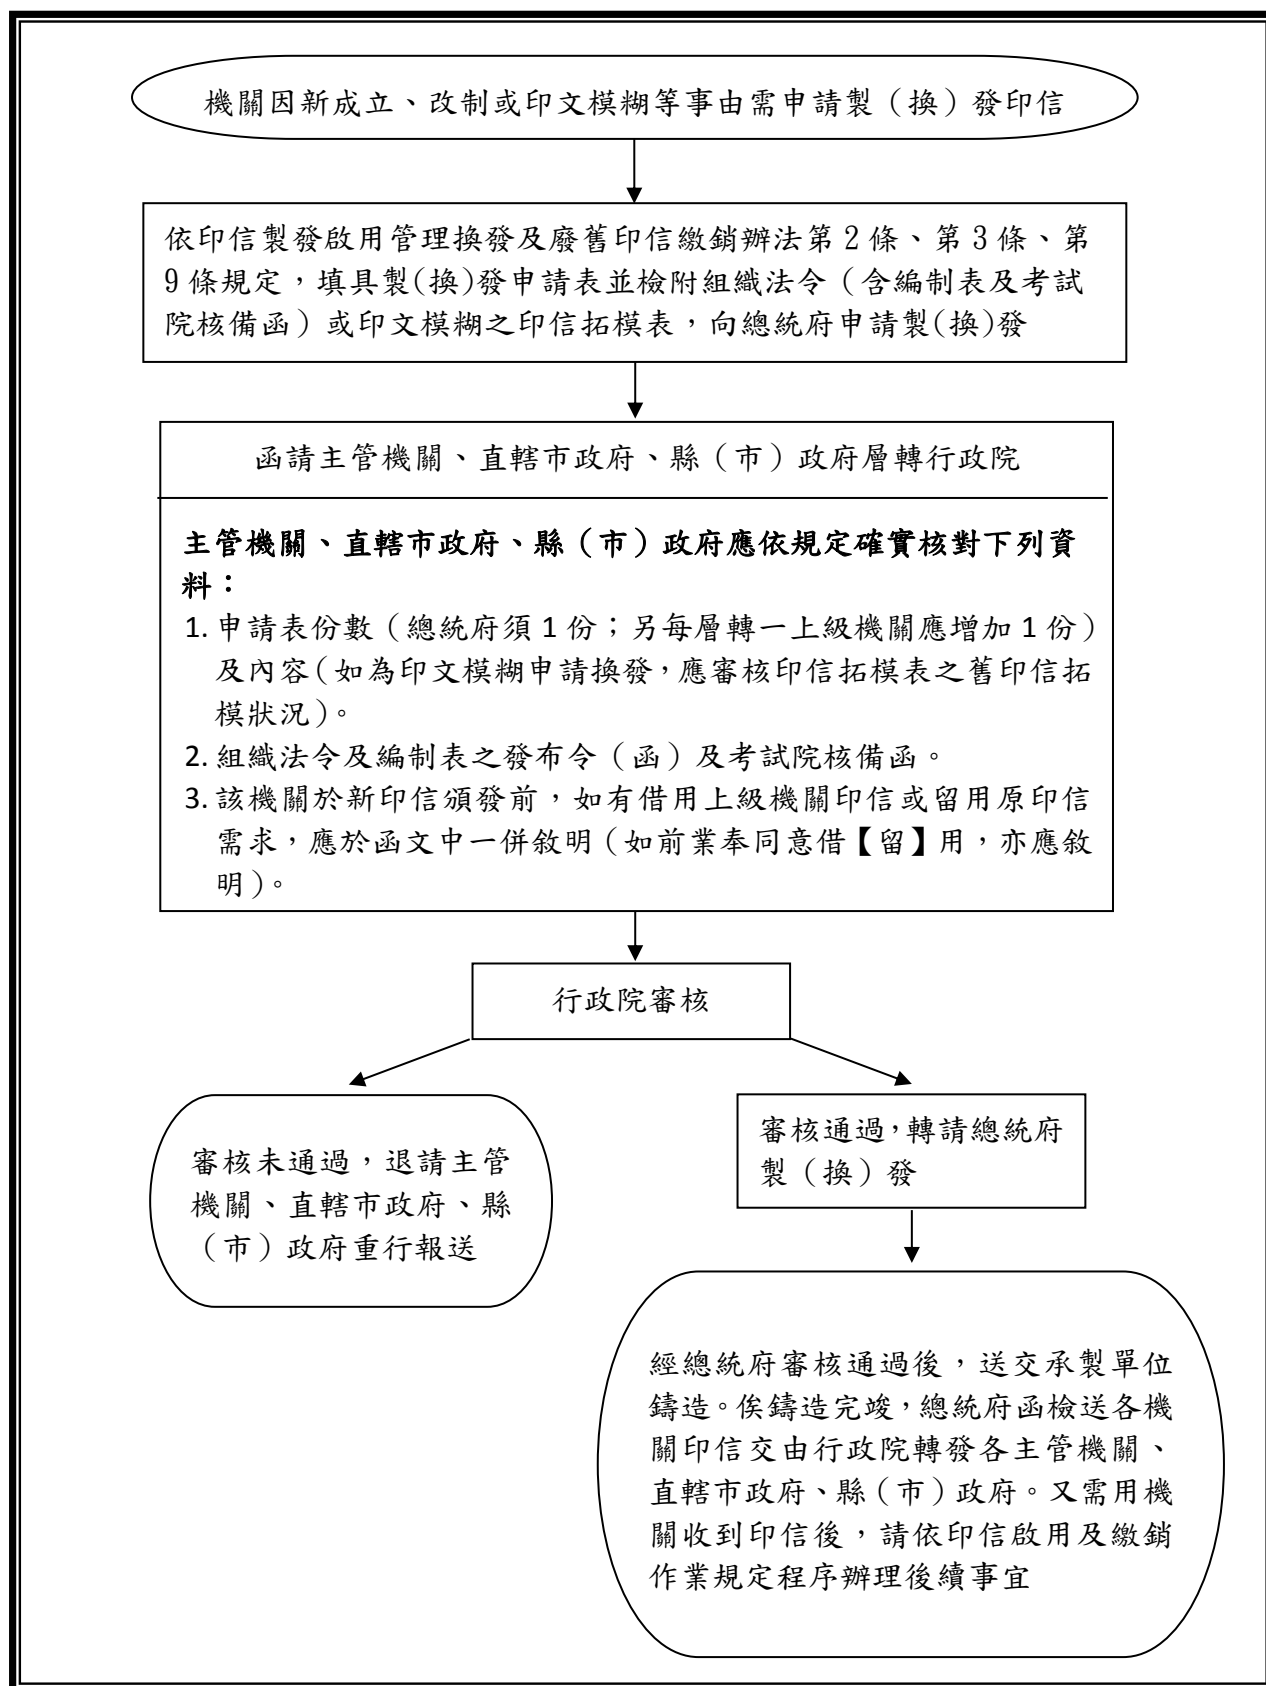 機關因新成立、改制或印文模糊等事由需申請製（換）發印信
依印信製發啟用管理換發及廢舊印信繳銷辦法第 2 條、第 3 條、第
9 條規定，填具製(換)發申請表並檢附組織法令（含編制表及考試
院核備函）或印文模糊之印信拓模表，向總統府申請製(換)發
函請主管機關、直轄市政府、縣（市）政府層轉行政院
主管機關、直轄市政府、縣（市）政府應依規定確實核對下列資
料：
1. 申請表份數（總統府須 1 份；另每層轉一上級機關應增加 1 份）
及內容（如為印文模糊申請換發，應審核印信拓模表之舊印信拓
模狀況）。
2. 組織法令及編制表之發布令（函）及考試院核備函。
3. 該機關於新印信頒發前，如有借用上級機關印信或留用原印信
需求，應於函文中一併敘明（如前業奉同意借【留】用，亦應敘
明）。
行政院審核
審核未通過，退請主管
機關、直轄市政府、縣
（市）政府重行報送
審核通過，轉請總統府
製（換）發
經總統府審核通過後，送交承製單位
鑄造。俟鑄造完竣，總統府函檢送各機
關印信交由行政院轉發各主管機關、
直轄市政府、縣（市）政府。又需用機
關收到印信後，請依印信啟用及繳銷
作業規定程序辦理後續事宜